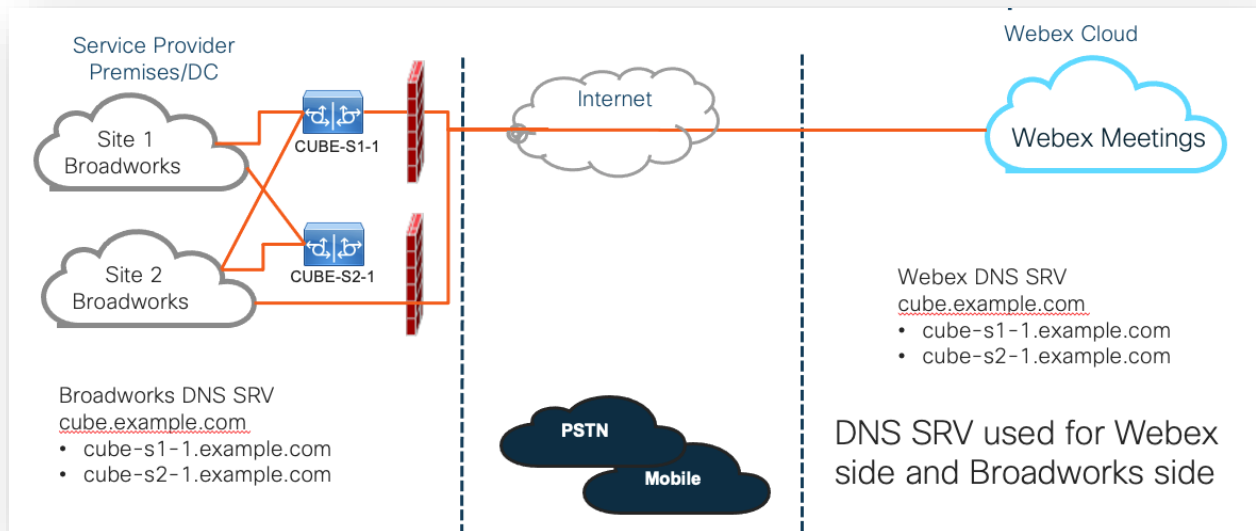 Service Provider
Premises/DC
Site 1
Broadworks
CUBE-S1-1
Site 2
Broadworks
CUBE-S2-1
Broadworks DNS SRV
cube.example.com
• cube-s1-1.example.com
• cube-s2-1.example.com
Internet
PSTN
Mobile
Webex Cloud
Webex Meetings
Webex DNS SRV
cube.example.com
• cube-s1-1.example.com
• cube-s2-1.example.com
DNS SRV used for Webex
side and Broadworks side